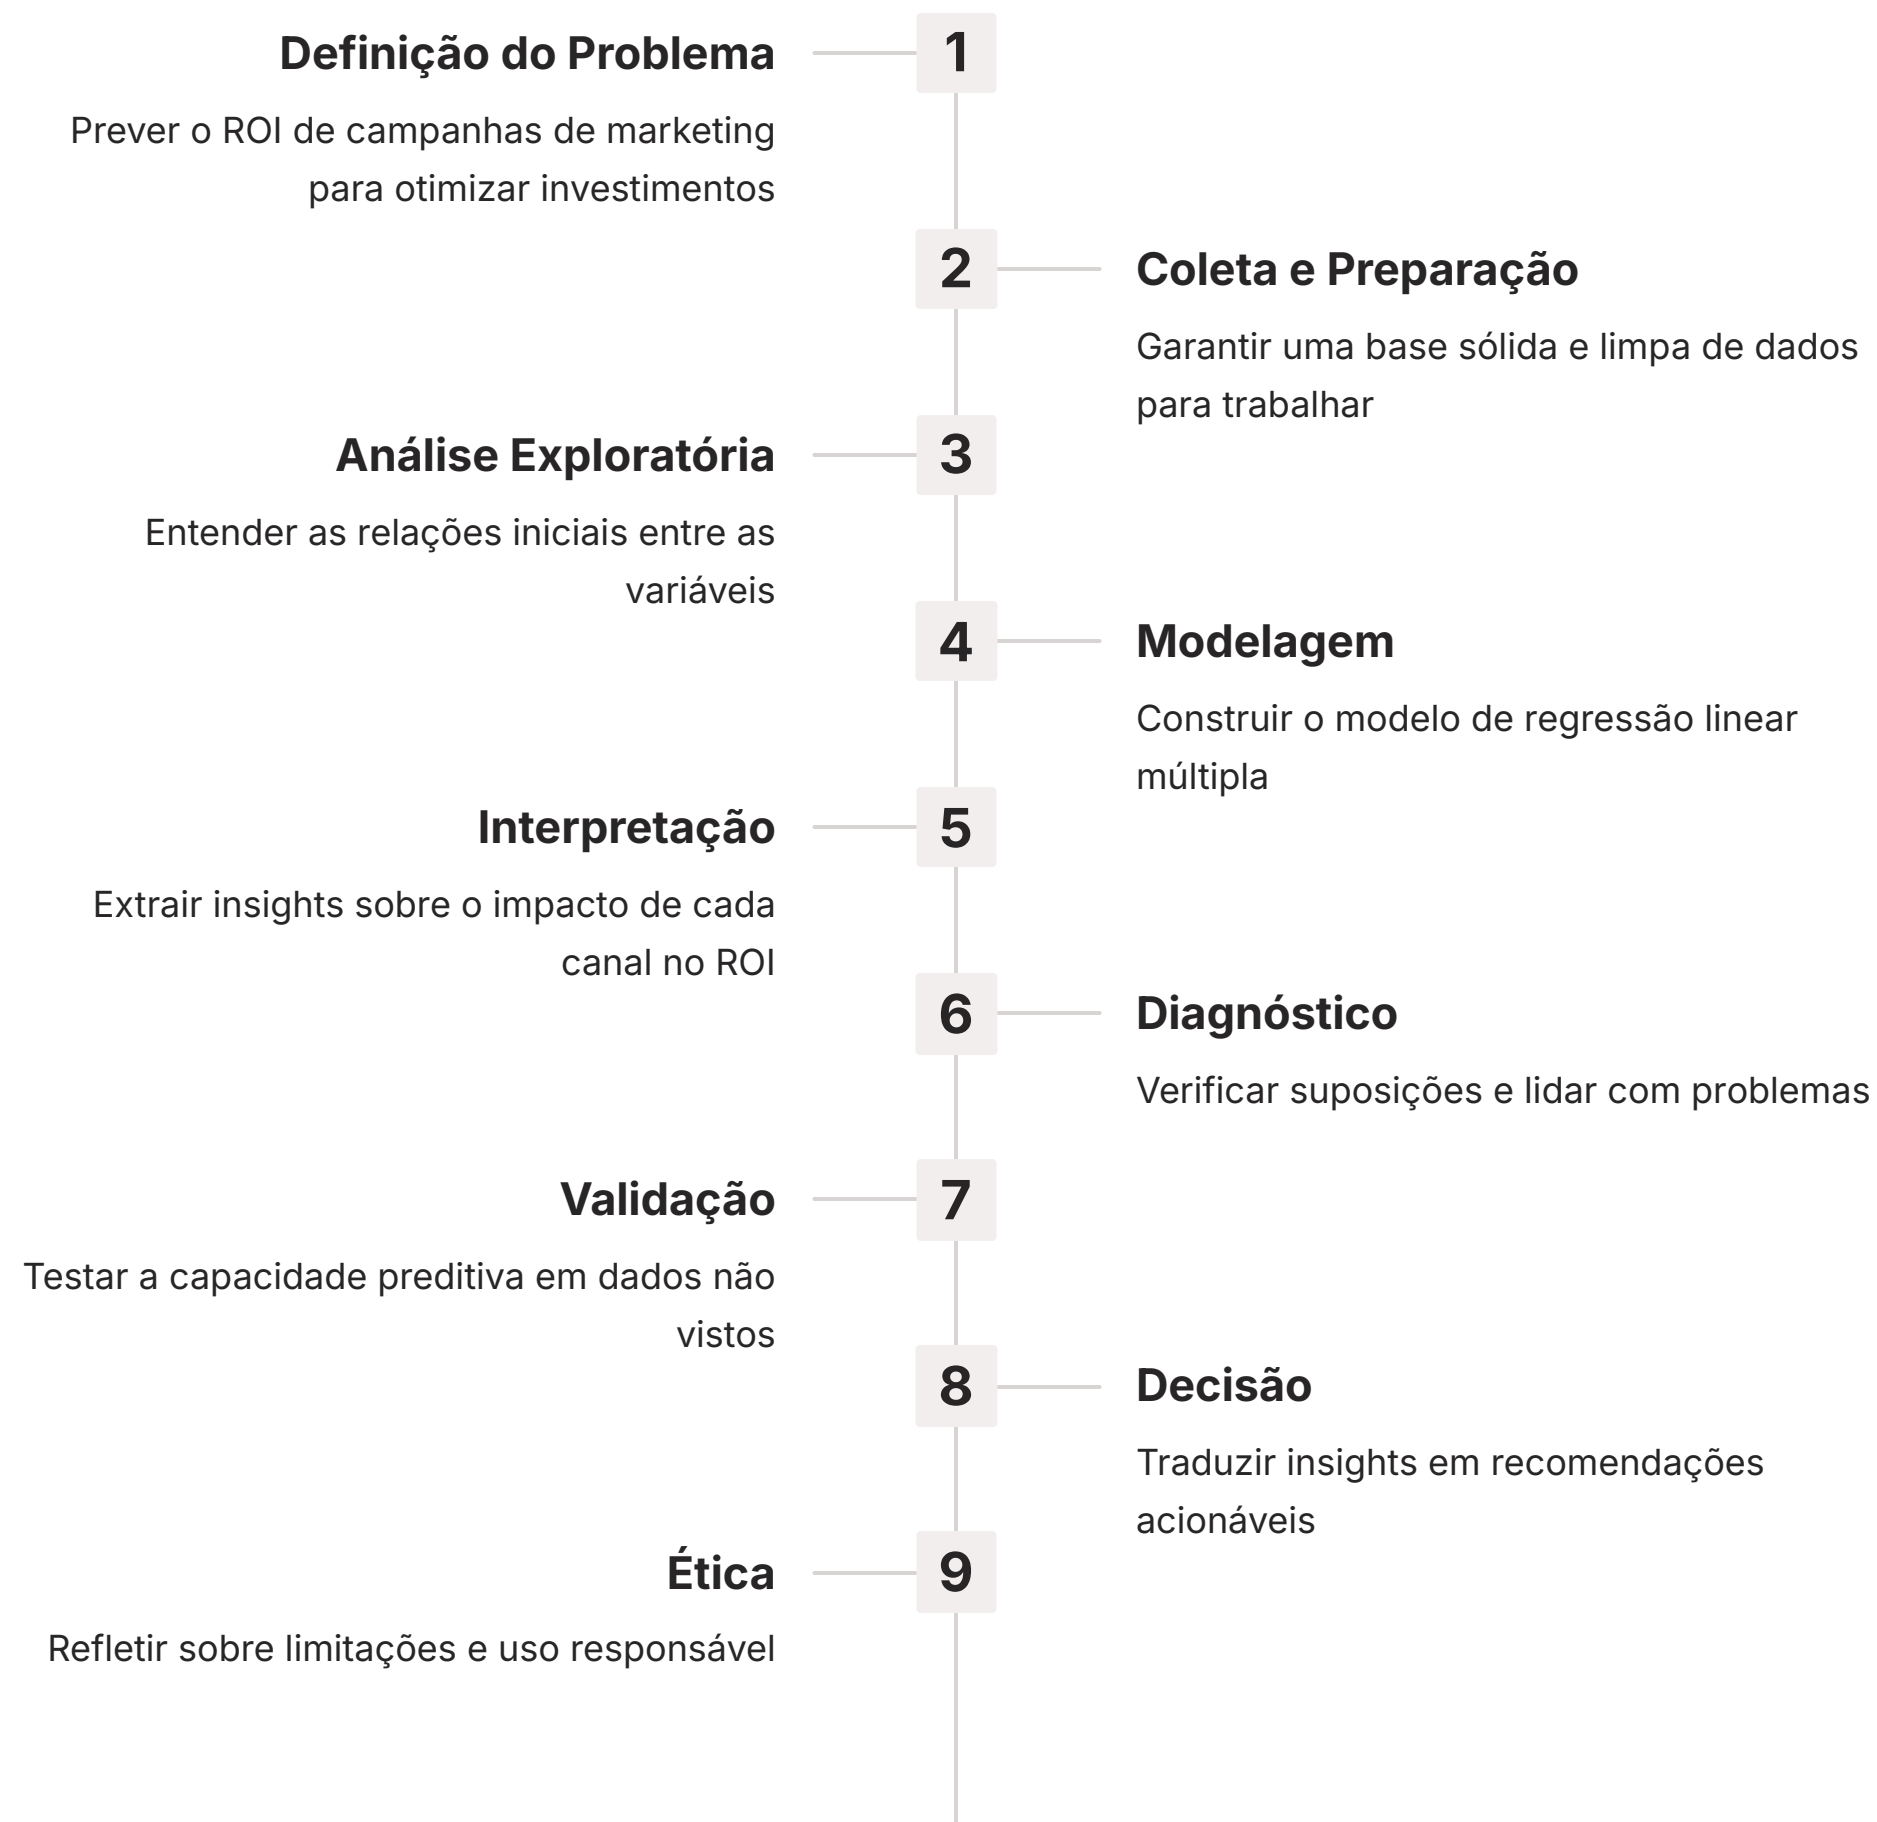 1
Definição do Problema
Prever o ROI de campanhas de marketing
para otimizar investimentos
2
Coleta e Preparação
Garantir uma base sólida e limpa de dados
para trabalhar
3
Análise Exploratória
Entender as relações iniciais entre as
variáveis
4
Modelagem
Construir o modelo de regressão linear
múltipla
5
Interpretação
Extrair insights sobre o impacto de cada
canal no ROI
6
Diagnóstico
Verificar suposições e lidar com problemas
7
Validação
Testar a capacidade preditiva em dados não
vistos
8
Decisão
Traduzir insights em recomendações
acionáveis
9
Ética
Refletir sobre limitações e uso responsável